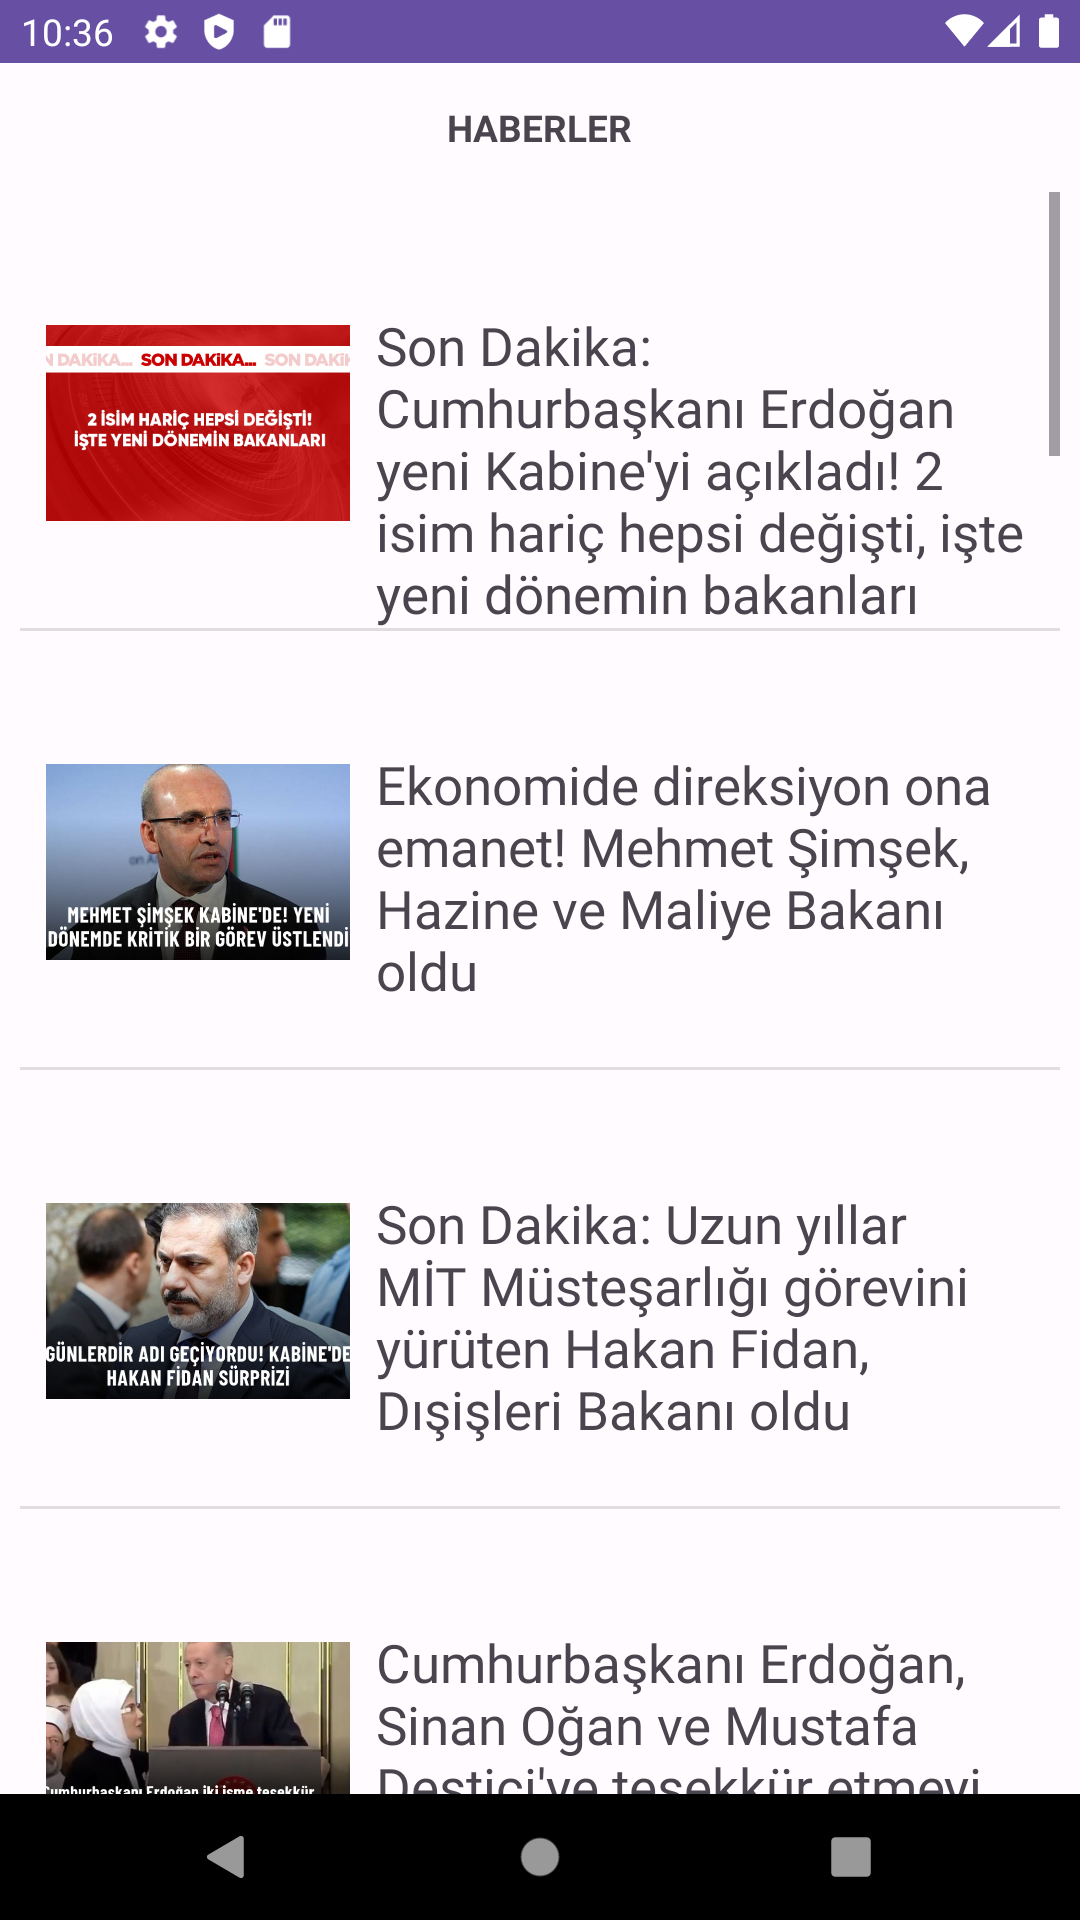 10:36
HABERLER
N DAKİKA... SON DAKİKA... SON DAKİK
2 İSİM HARİÇ HEPSİ DEĞİŞTİ!
İŞTE YENİ DÖNEMİN BAKANLARI
Son Dakika:
Cumhurbaşkanı Erdoğan
yeni Kabine'yi açıkladı! 2
isim hariç hepsi değişti, işte
yeni dönemin bakanları
MEHMET ŞİMŞEK KABİNE'DE! YENİ
DÖNEMDE KRİTİK BİR GÖREV ÜSTLENDİ
Ekonomide direksiyon ona
emanet! Mehmet Şimşek,
Hazine ve Maliye Bakanı
oldu
GÜNLERDİR ADI GEÇİYORDU! KABİNE'DE
HAKAN FİDAN SÜRPRİZİ
Son Dakika: Uzun yıllar
MİT Müsteşarlığı görevini
yürüten Hakan Fidan,
Dışişleri Bakanı oldu
Cumhurbaşkanı Erdoğan iki isme teşekkür
Cumhurbaşkanı Erdoğan,
Sinan Oğan ve Mustafa
Destici'ye teşekkür etmeyi